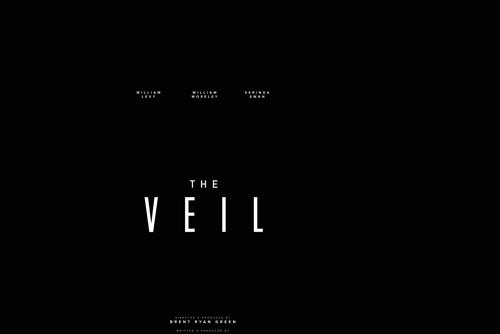 WILLIAM LEVY
WILLIAM MOSELEY
SERINDA SWAN
THE
VEIL
DIRECTED & PRODUCED BY
BRENT RYAN GREEN
WRITTEN & PRODUCED BY